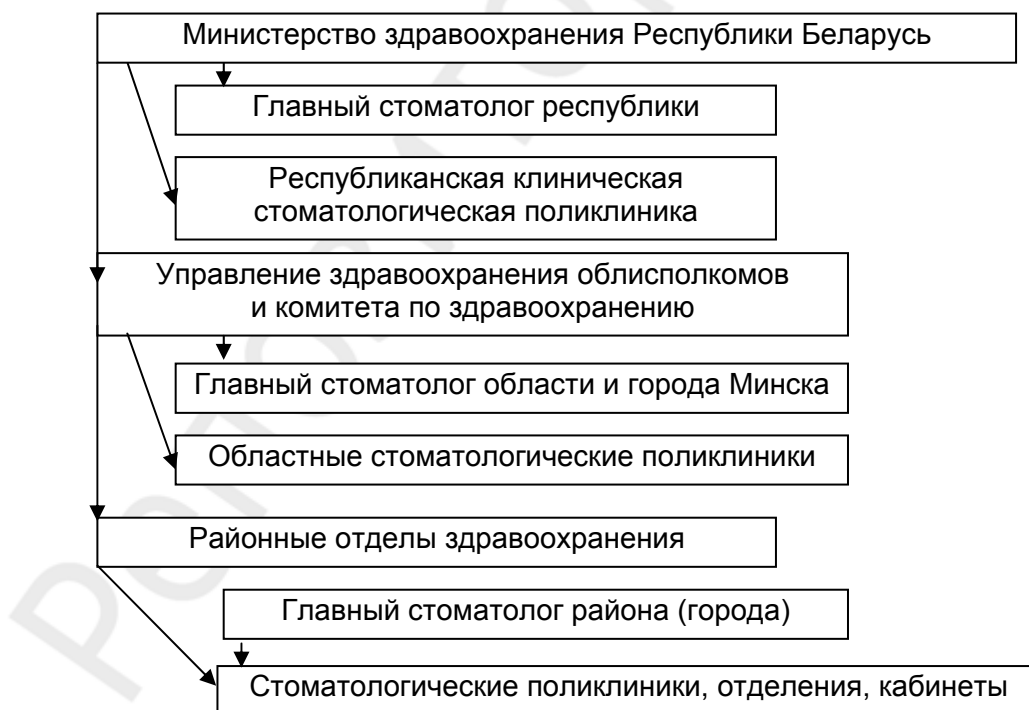 Министерство здравоохранения Республики Беларусь
Главный стоматолог республики
Республиканская клиническая
стоматологическая поликлиника
Управление здравоохранения облисполкомов
и комитета по здравоохранению
Главный стоматолог области и города Минска
Областные стоматологические поликлиники
Районные отделы здравоохранения
Главный стоматолог района (города)
Стоматологические поликлиники, отделения, кабинеты